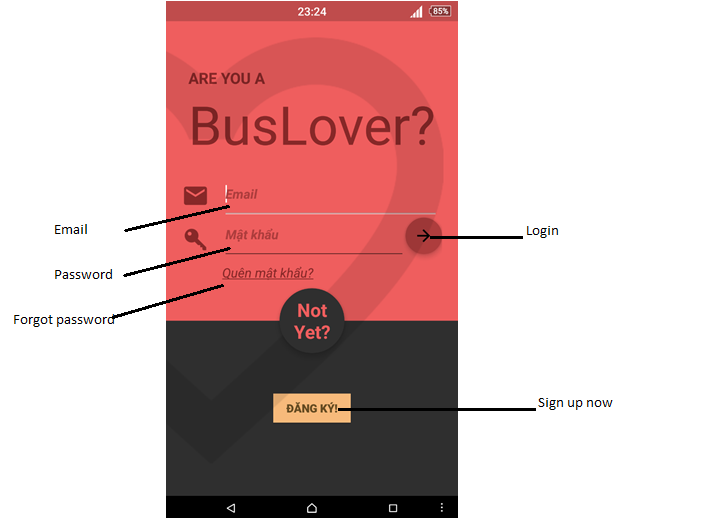 23:24
85%
ARE YOU A
BusLover?
Email
Email
Mật khẩu
Login
Password
Quên mật khẩu?
Forgot password
Not
Yet?
ĐĂNG KÝ!
Sign up now